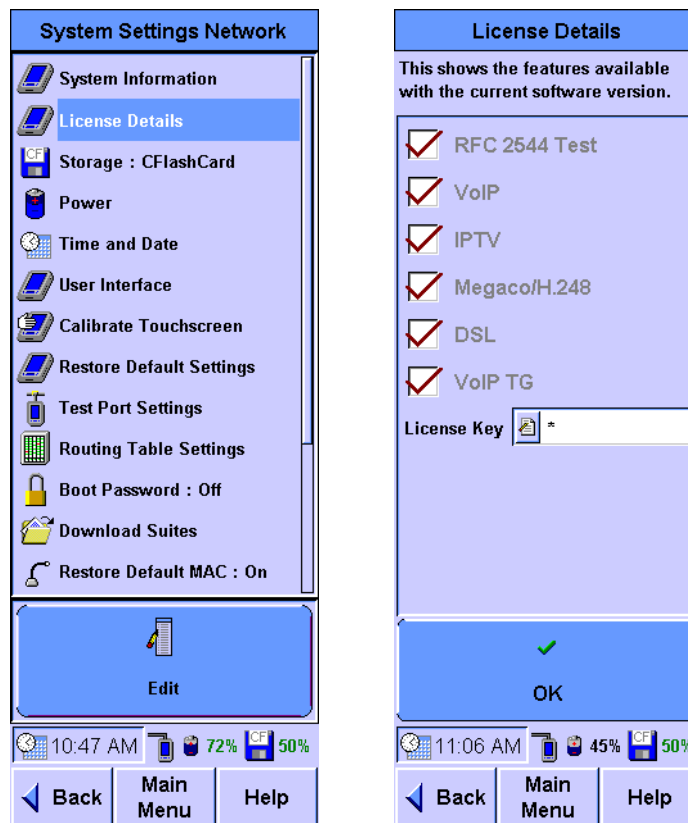 System Settings Network
System Information
License Details
CF
Storage : CFlashCard
Power
Time and Date
User Interface
Calibrate Touchscreen
Restore Default Settings
Test Port Settings
Routing Table Settings
Boot Password : Off
Download Suites
Restore Default MAC : On
Edit
10:47 AM 72% CF 50%
Back
Main
Menu
Help
License Details
This shows the features available
with the current software version.
RFC 2544 Test
VoIP
IPTV
Megaco/H.248
DSL
VoIP TG
License Key *
OK
11:06 AM 45% CF 50%
Back
Main
Menu
Help